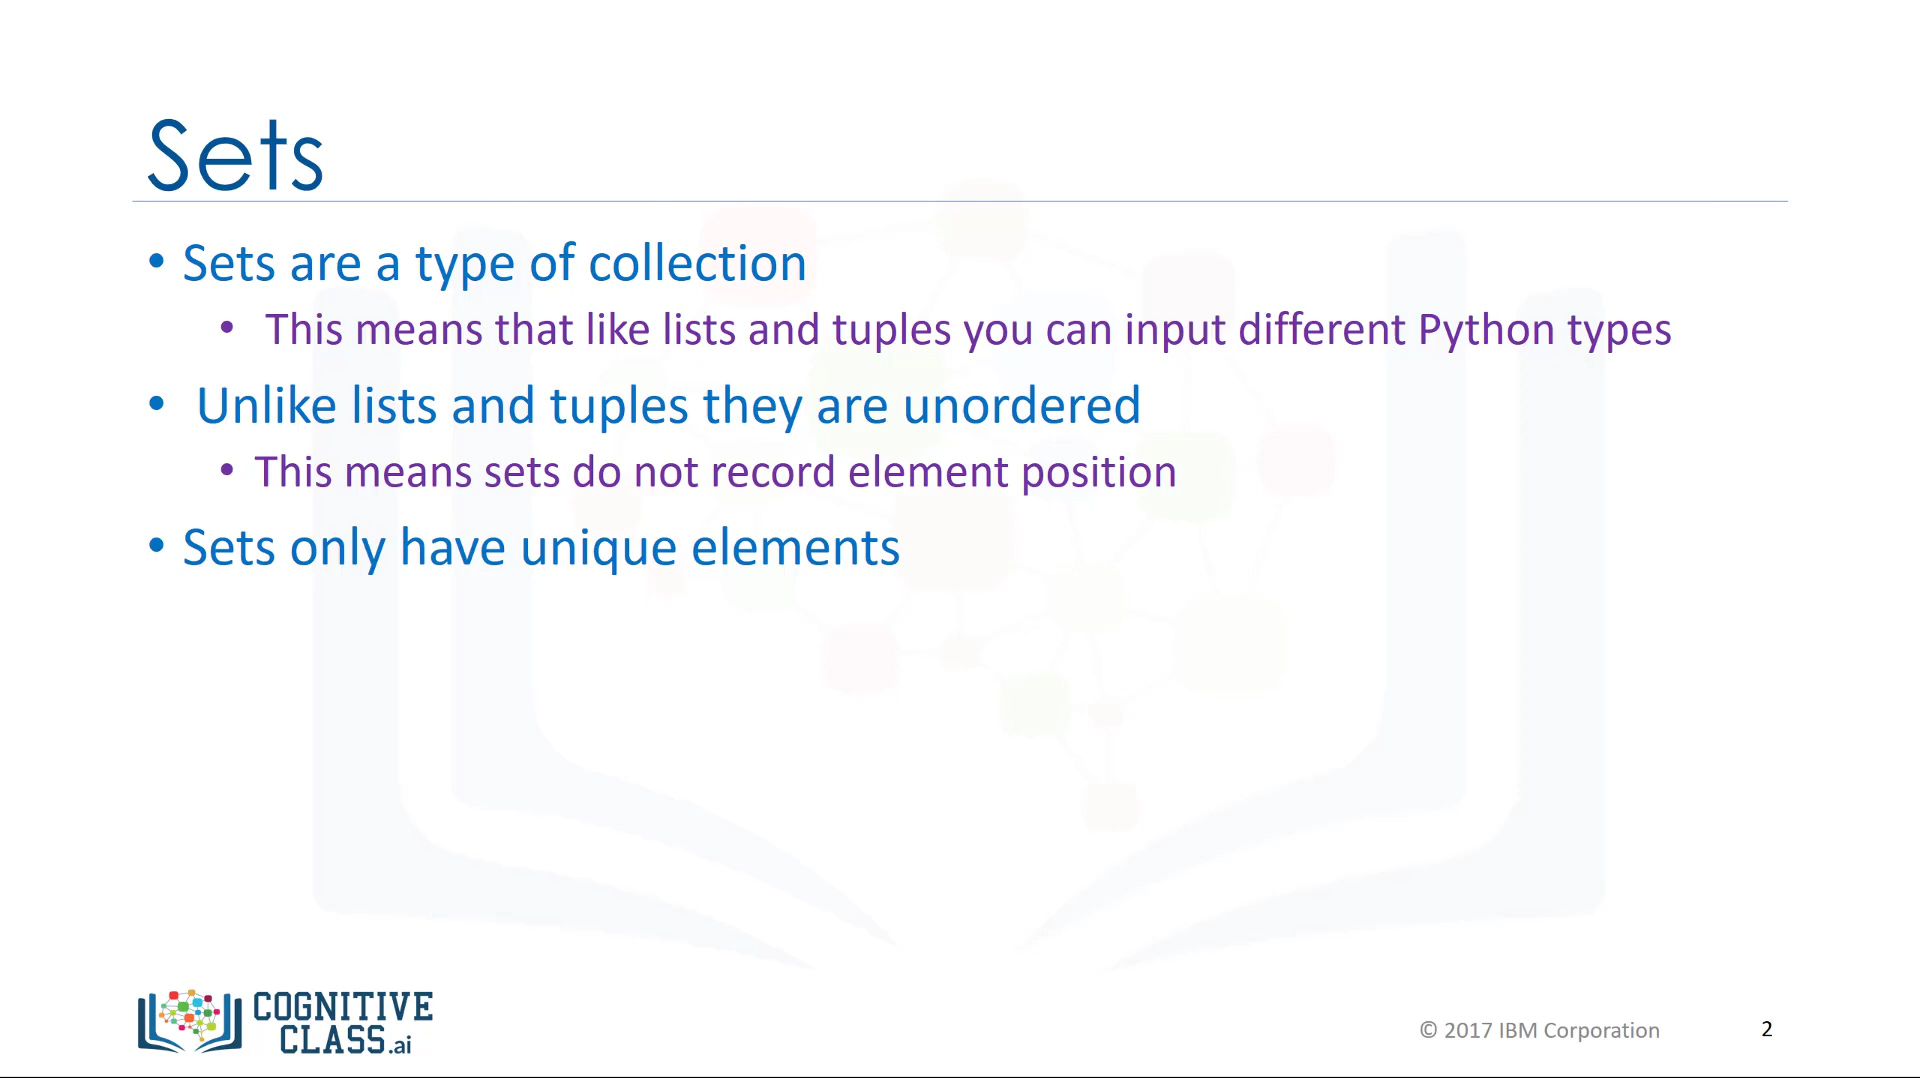 Sets
• Sets are a type of collection
• This means that like lists and tuples you can input different Python types
• Unlike lists and tuples they are unordered
• This means sets do not record element position
• Sets only have unique elements
COGNITIVE
CLASS.ai
© 2017 IBM Corporation
2